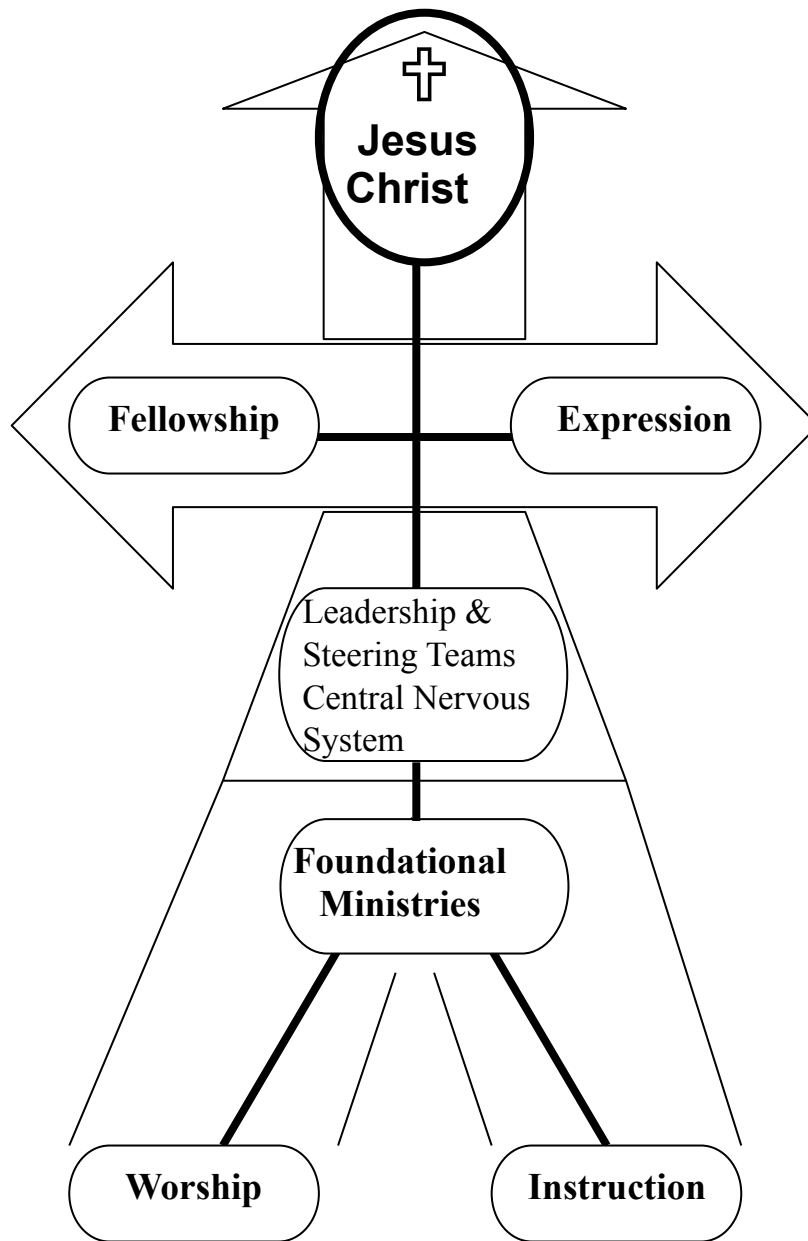 Jesus
Christ
Fellowship
Expression
Leadership &
Steering Teams
Central Nervous
System
Foundational
Ministries
Worship
Instruction